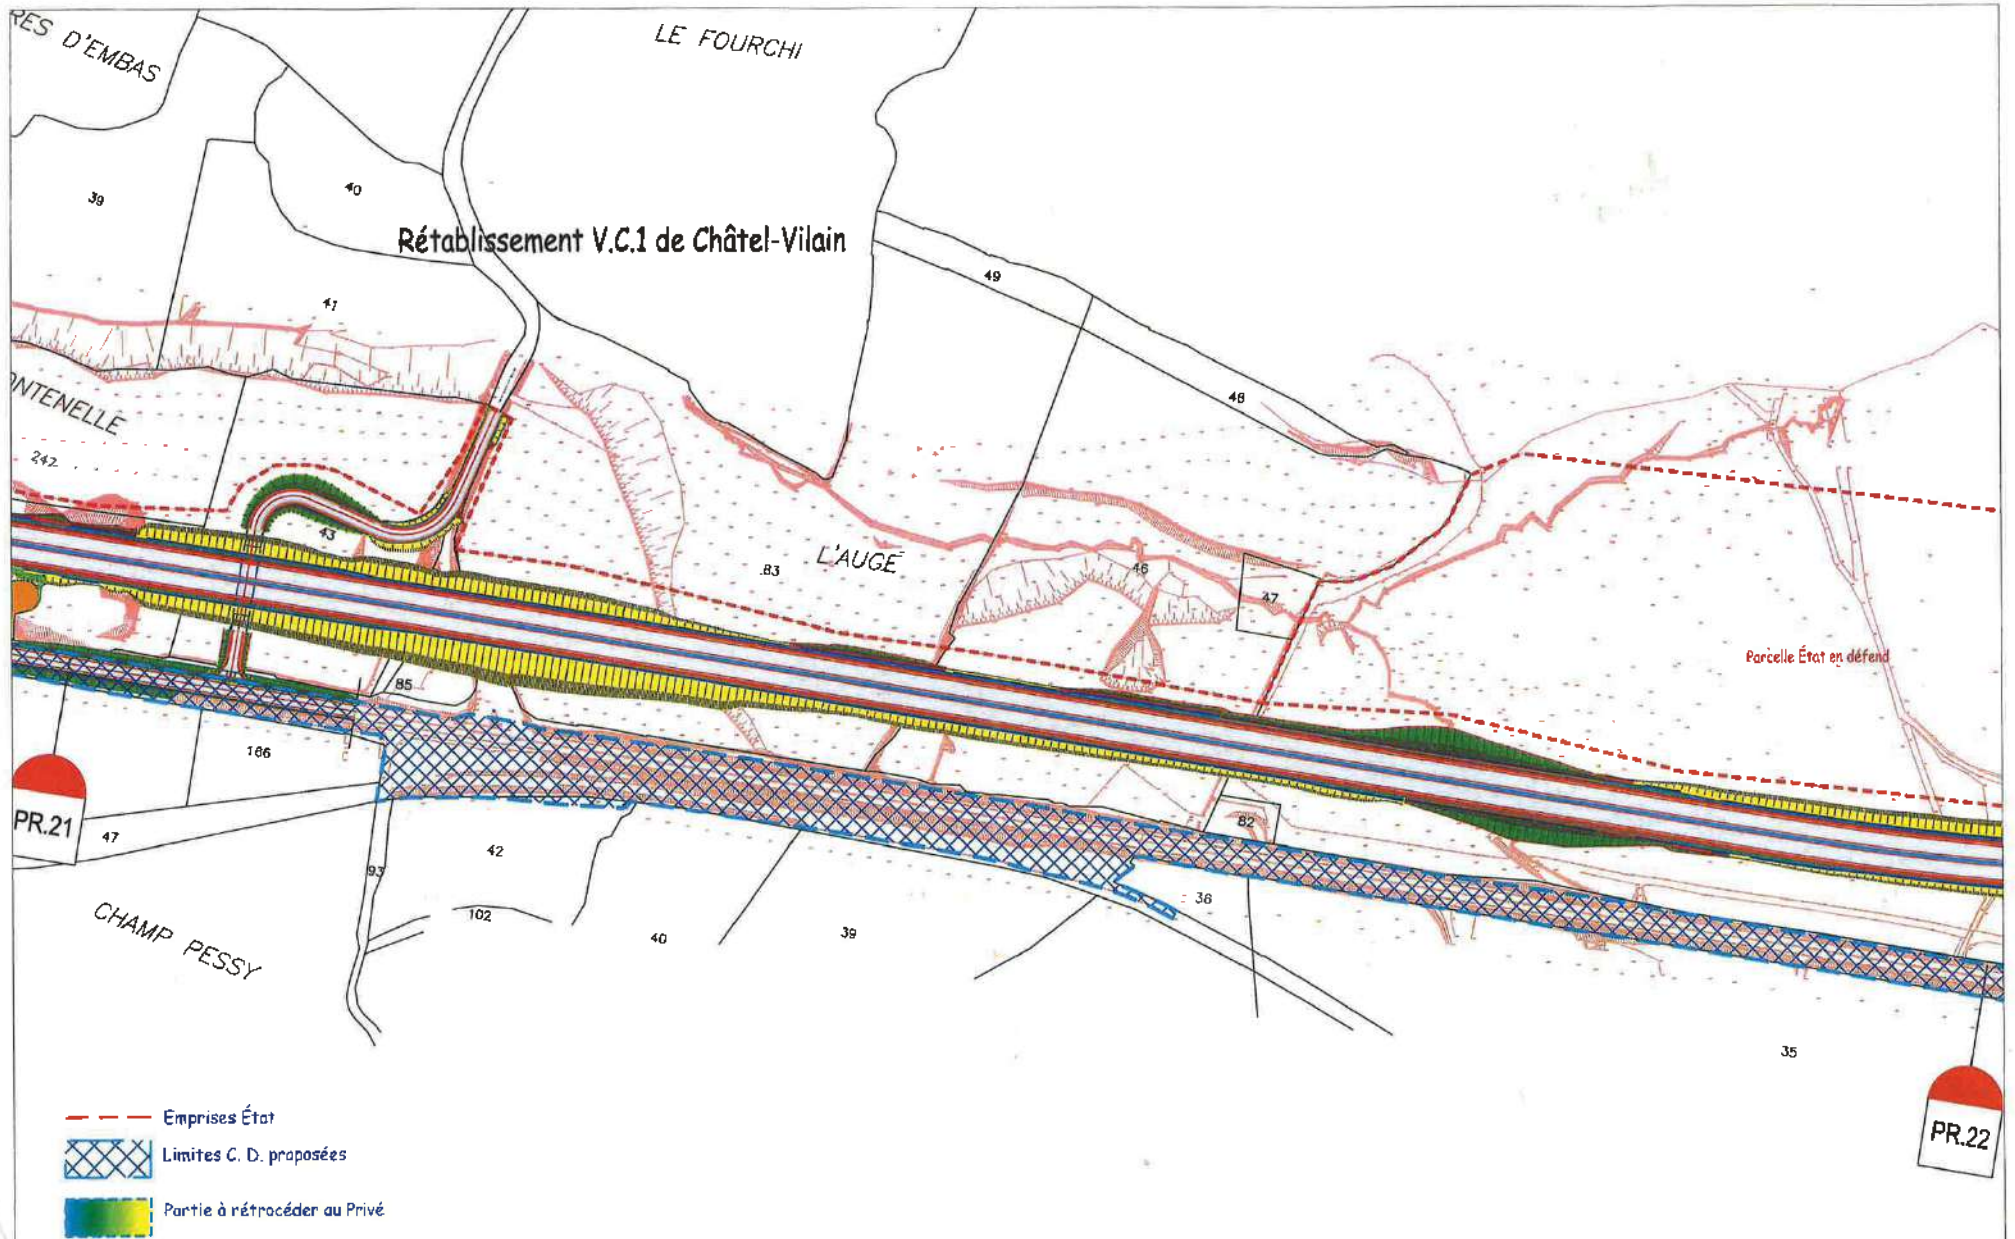 RES D'EMBAS
LE FOURCHI
39
40
Rétablissement V.C.1 de Châtel-Vilain
41
49
48
ONTENELLE
242
43
83
L'AUGE
46
47
Parcelle État en défend
85
166
PR.21
47
93
42
82
102
40
39
38
CHAMP PESSY
35
PR.22
Emprises État
Limites C. D. proposées
Partie à rétrocéder au Privé